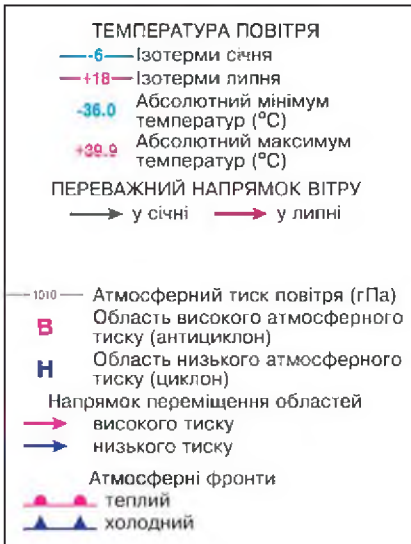 ТЕМПЕРАТУРА ПОВІТРЯ
-6 Ізотерми січня
+18 Ізотерми липня
-36.0 Абсолютний мінімум
температур (°С)
+39.9 Абсолютний максимум
температур (°С)
ПЕРЕВАЖНИЙ НАПРЯМОК ВІТРУ
у січні у липні
1010 Атмосферний тиск повітря (гПа)
В Область високого атмосферного
тиску (антициклон)
Н Область низького атмосферного
тиску (циклон)
Напрямок переміщення областей
високого тиску
низького тиску
Атмосферні фронти
теплий
холодний